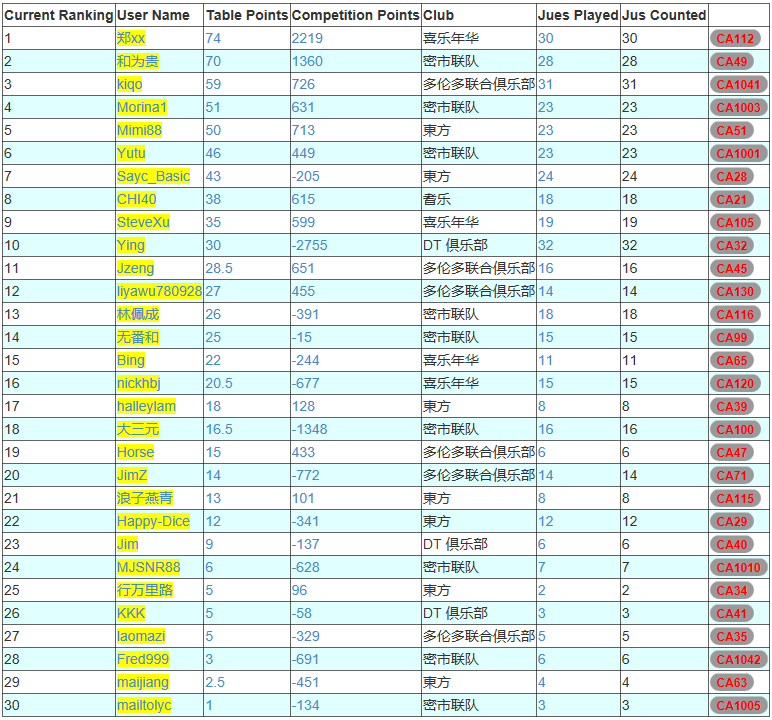 Current Ranking User Name Table Points Competition Points Club Jues Played Jus Counted
1 郑xx 74 2219 喜乐年华 30 30 CA112
2 和为贵 70 1360 密市联队 28 28 CA49
3 kiqo 59 726 多伦多联合俱乐部 31 31 CA1041
4 Morina1 51 631 密市联队 23 23 CA1003
5 Mimi88 50 713 東方 23 23 CA51
6 Yutu 46 449 密市联队 23 23 CA1001
7 Sayc_Basic 43 -205 東方 24 24 CA28
8 CHI40 38 615 耆乐 18 18 CA21
9 SteveXu 35 599 喜乐年华 19 19 CA105
10 Ying 30 -2755 DT 俱乐部 32 32 CA32
11 Jzeng 28.5 651 多伦多联合俱乐部 16 16 CA45
12 liyawu780928 27 455 多伦多联合俱乐部 14 14 CA130
13 林佩成 26 -391 密市联队 18 18 CA116
14 无番和 25 -15 密市联队 15 15 CA99
15 Bing 22 -244 喜乐年华 11 11 CA65
16 nickhbj 20.5 -677 喜乐年华 15 15 CA120
17 halleylam 18 128 東方 8 8 CA39
18 大三元 16.5 -1348 密市联队 16 16 CA100
19 Horse 15 433 多伦多联合俱乐部 6 6 CA47
20 JimZ 14 -772 多伦多联合俱乐部 14 14 CA71
21 浪子燕青 13 101 東方 8 8 CA115
22 Happy-Dice 12 -341 東方 12 12 CA29
23 Jim 9 -137 DT 俱乐部 6 6 CA40
24 MJSNR88 6 -628 密市联队 7 7 CA1010
25 行万里路 5 96 東方 2 2 CA34
26 KKK 5 -58 DT 俱乐部 3 3 CA41
27 laomazi 5 -329 多伦多联合俱乐部 5 5 CA35
28 Fred999 3 -691 密市联队 6 6 CA1042
29 maijiang 2.5 -451 東方 4 4 CA63
30 mailtolyc 1 -134 密市联队 3 3 CA1005